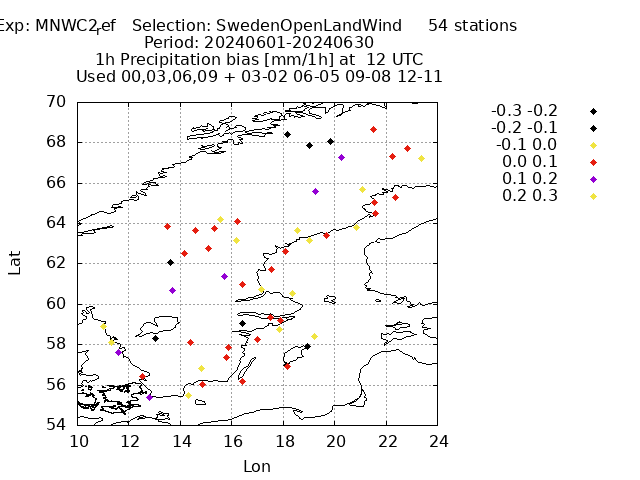 Exp: MNWC2ref   Selection: SwedenOpenLandWind     54 stations
Period: 20240601-20240630
1h Precipitation bias [mm/1h] at  12 UTC
Used 00,03,06,09 + 03-02 06-05 09-08 12-11
-0.3 -0.2
-0.2 -0.1
-0.1 0.0
0.0 0.1
0.1 0.2
0.2 0.3
70
68
66
64
62
60
58
56
54
Lat
10 12 14 16 18 20 22 24
Lon